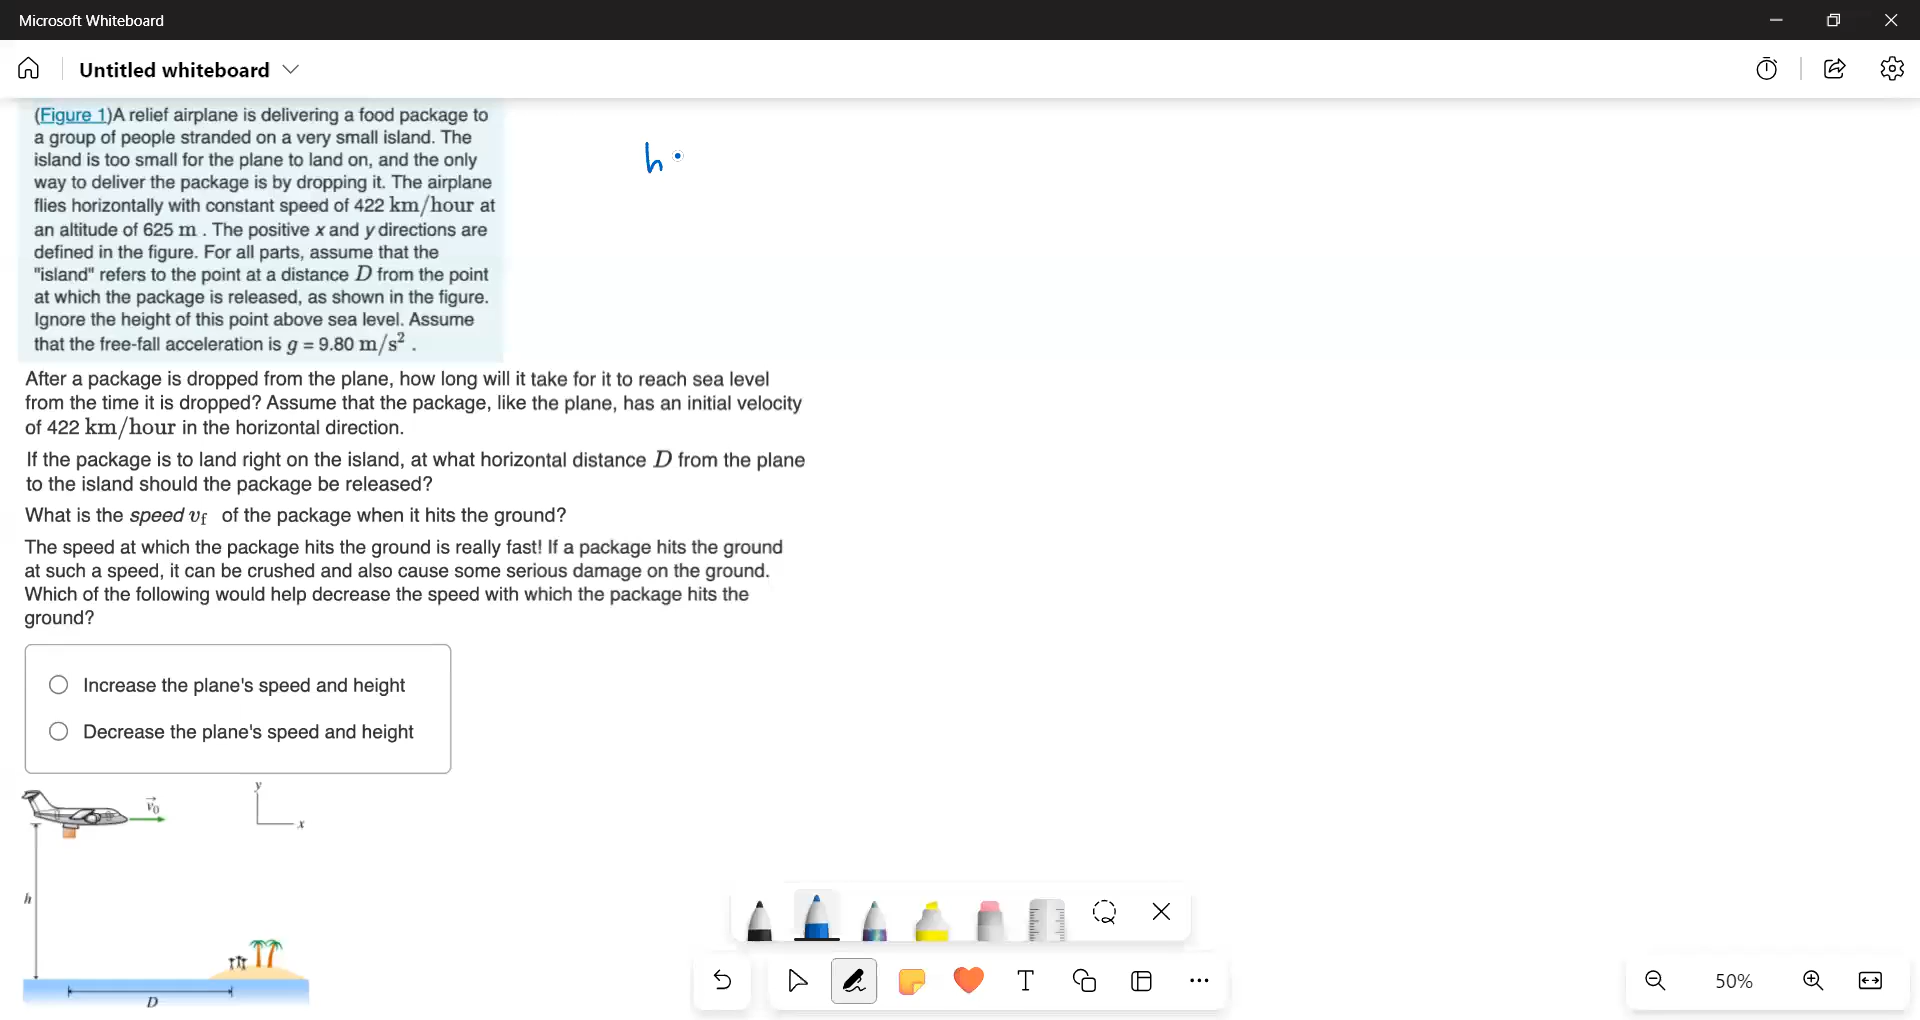 Microsoft Whiteboard
Untitled whiteboard
(Figure 1)A relief airplane is delivering a food package to
a group of people stranded on a very small island. The
island is too small for the plane to land on, and the only
way to deliver the package is by dropping it. The airplane
flies horizontally with constant speed of 422 km/hour at
an altitude of 625 m . The positive x and y directions are
defined in the figure. For all parts, assume that the
"island" refers to the point at a distance D from the point
at which the package is released, as shown in the figure.
Ignore the height of this point above sea level. Assume
that the free-fall acceleration is g = 9.80 m/s² .
h
After a package is dropped from the plane, how long will it take for it to reach sea level
from the time it is dropped? Assume that the package, like the plane, has an initial velocity
of 422 km/hour in the horizontal direction.
If the package is to land right on the island, at what horizontal distance D from the plane
to the island should the package be released?
What is the speed vf of the package when it hits the ground?
The speed at which the package hits the ground is really fast! If a package hits the ground
at such a speed, it can be crushed and also cause some serious damage on the ground.
Which of the following would help decrease the speed with which the package hits the
ground?
Increase the plane's speed and height
Decrease the plane's speed and height
y
v⃗0
x
h
D
T
50%